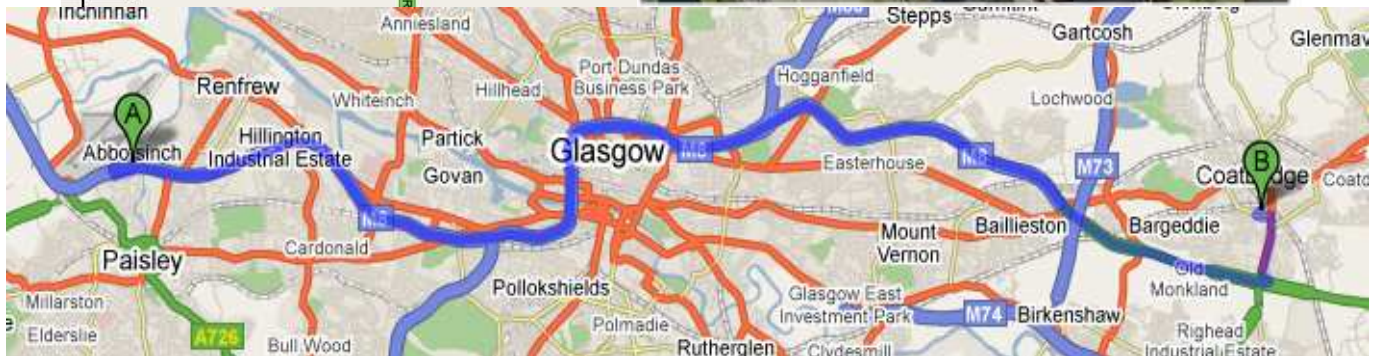 Inchinnan
Anniesland
Stepps
Gartcosh
Glenmav
Renfrew
Whiteinch
Hillhead
Port Dundas
Business Park
Hogganfield
Lochwood
A
Abbotsinch
Hillington
Industrial Estate
Partick
Govan
Glasgow
M8
Easterhouse
M8
M73
B
Coatbridge
Coatd
M8
Cardonald
Paisley
Mount
Vernon
Baillieston
Bargeddie
Old
Monkland
Millarston
Elderslie
A726
Bull Wood
Pollokshields
Polmadie
Rutherglen
Glasgow East
Investment Park
Clydesmill
M74
Birkenshaw
Righead
Industrial Estate